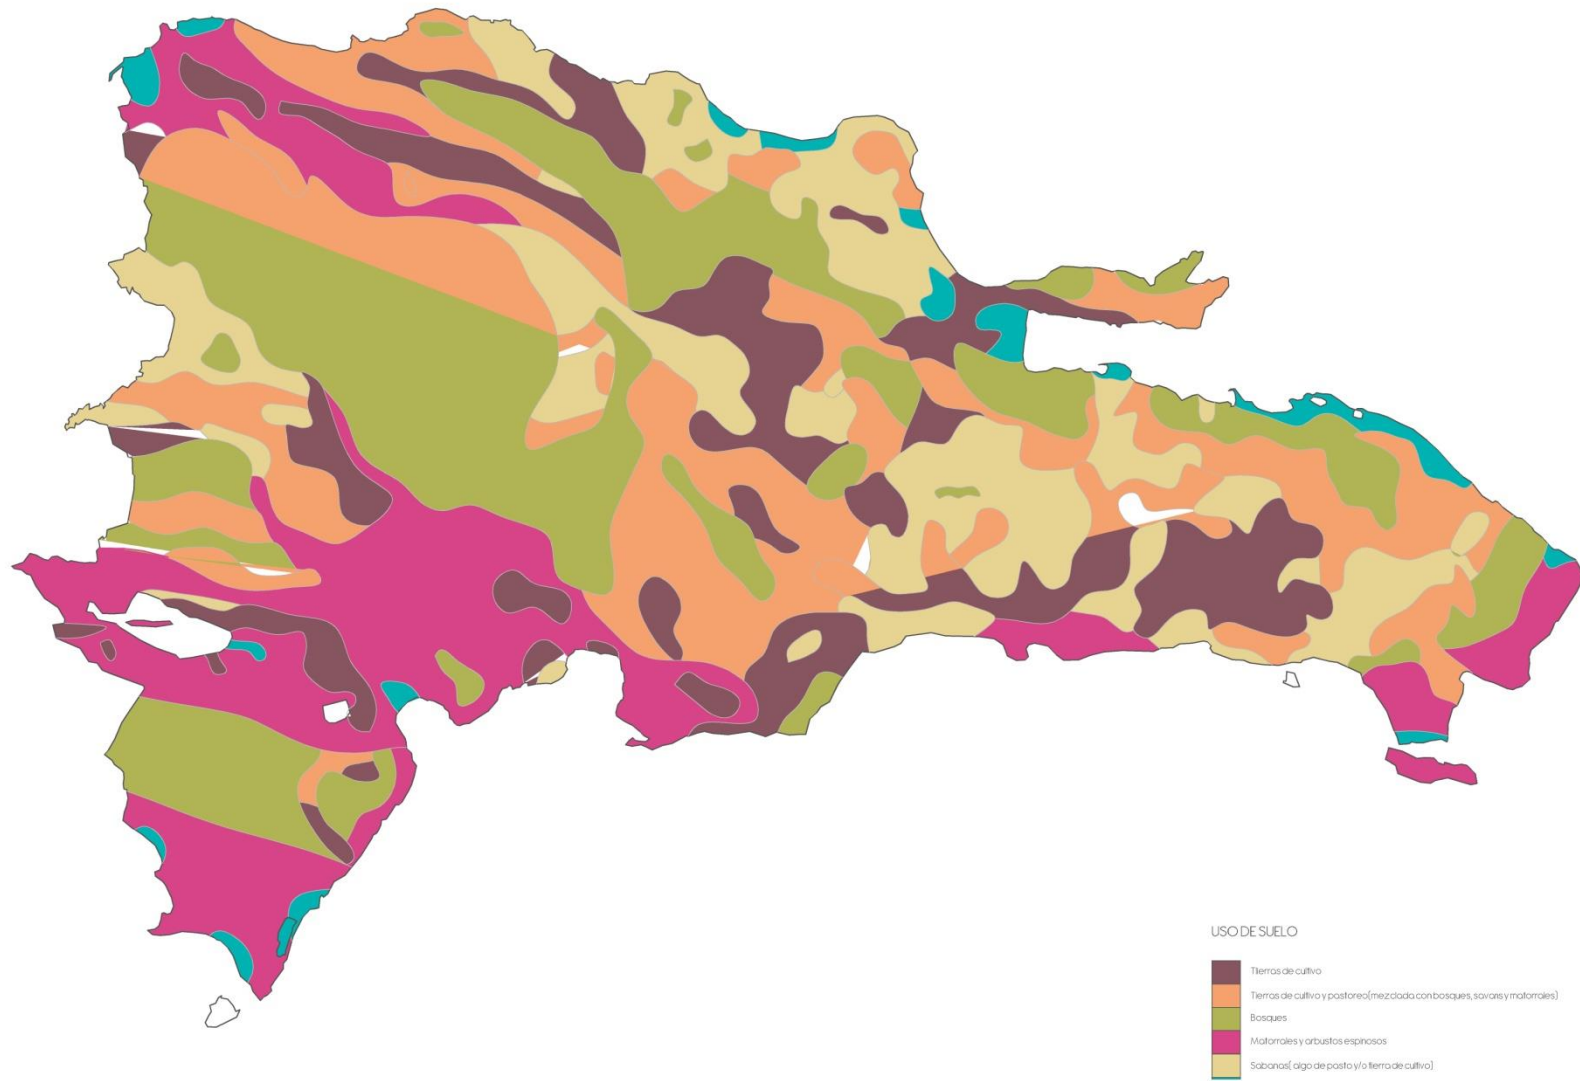 USO DE SUELO
Tierras de cultivo
Tierras de cultivo y pastoreo(mezclada con bosques, savans y matorrales)
Bosques
Matorrales y arbustos espinosos
Sabanas( algo de pasto y/o tierra de cultivo)